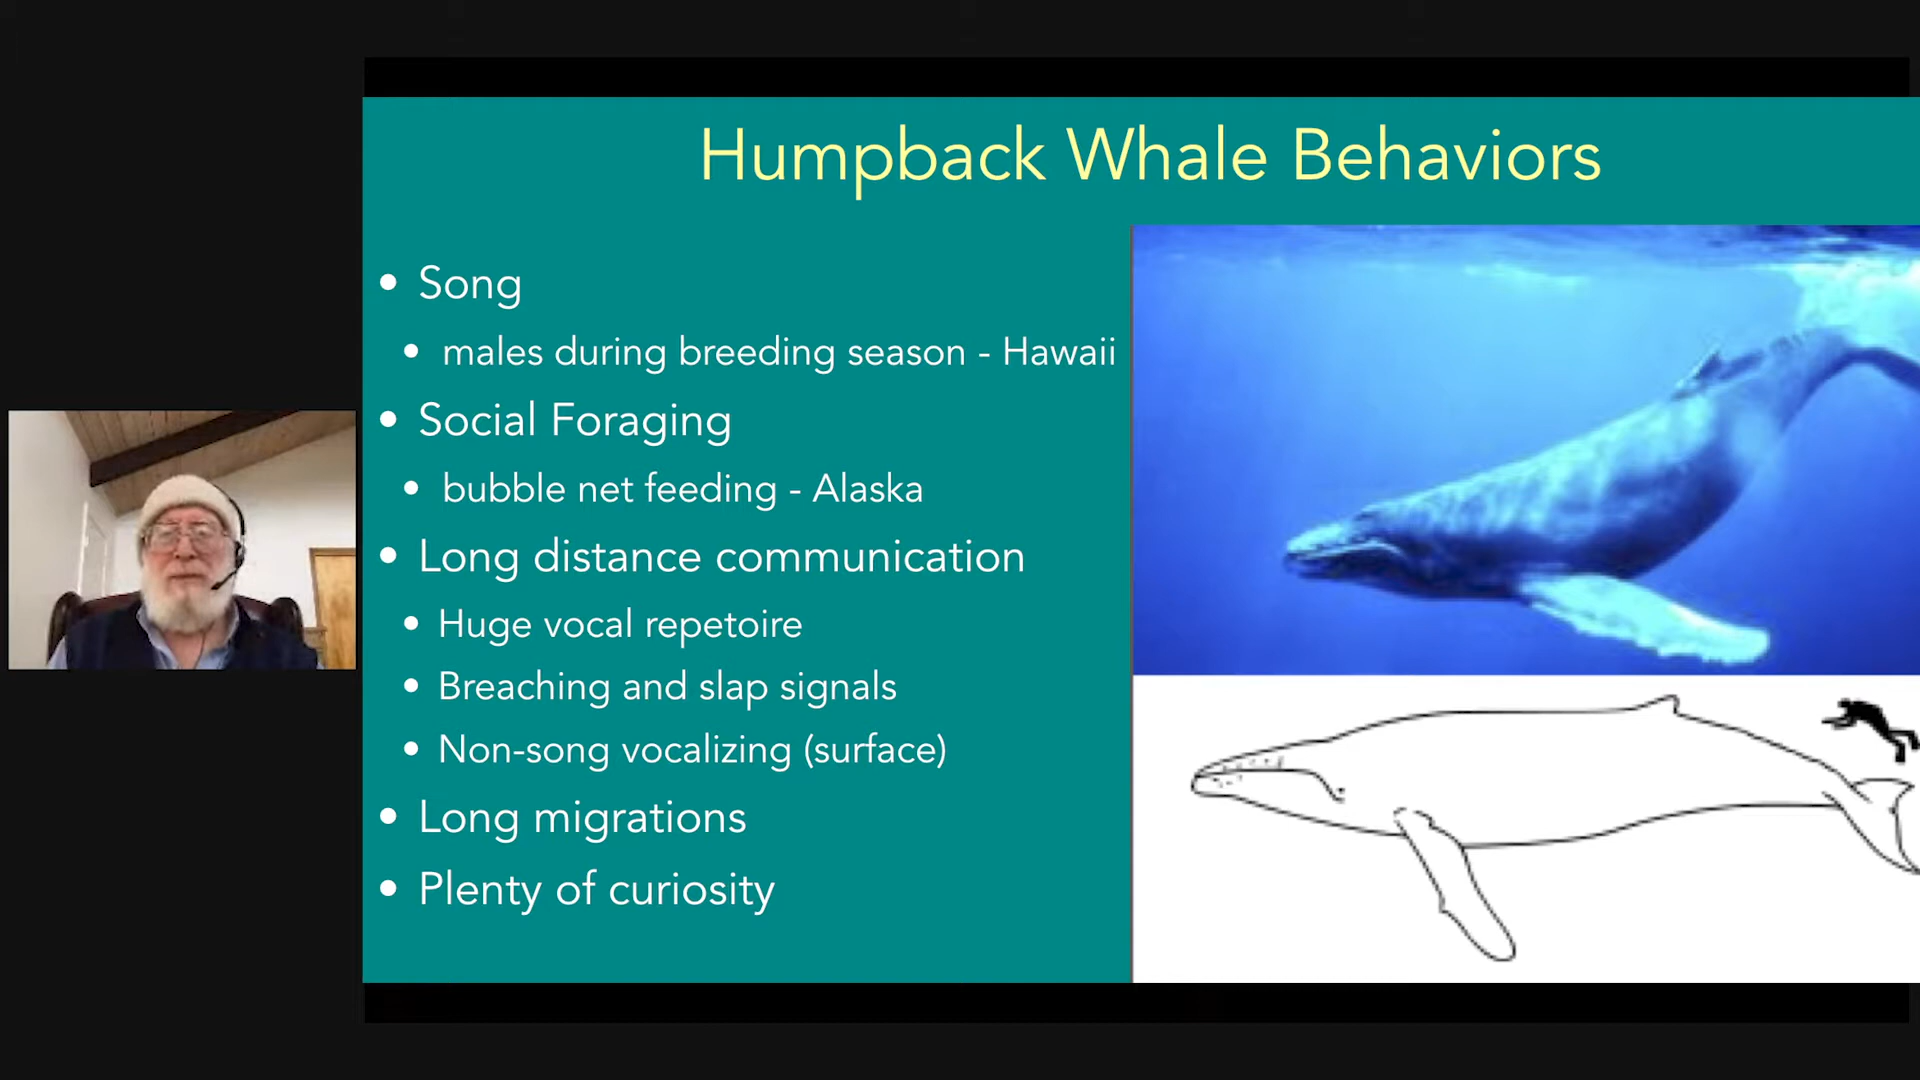 Humpback Whale Behaviors
• Song
• males during breeding season - Hawaii
• Social Foraging
• bubble net feeding - Alaska
• Long distance communication
• Huge vocal repetoire
• Breaching and slap signals
• Non-song vocalizing (surface)
• Long migrations
• Plenty of curiosity